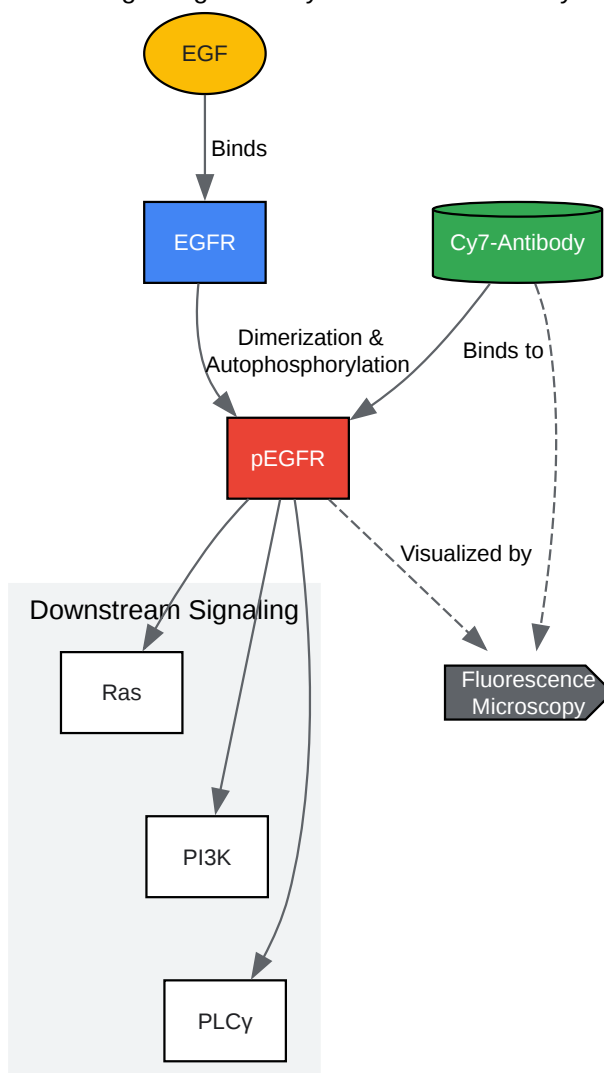 EGF
Binds
EGFR
Cy7-Antibody
Dimerization &
Autophosphorylation
Binds to
pEGFR
Visualized by
Downstream Signaling
Ras
Fluorescence
Microscopy
PI3K
PLCγ